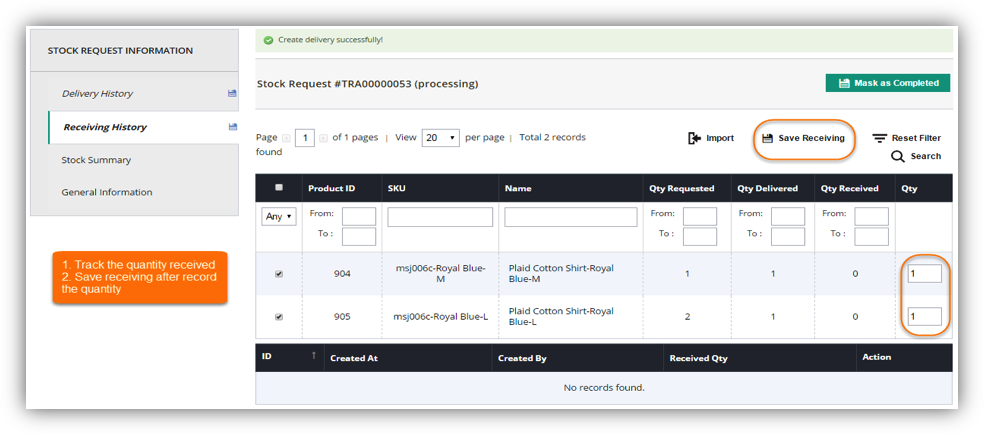 Create delivery successfully!
STOCK REQUEST INFORMATION
Delivery History
Receiving History
Stock Summary
General Information
1. Track the quantity received
2. Save receiving after record
the quantity
Stock Request #TRA00000053 (processing)
Mask as Completed
Page 1 of 1 pages | View 20 per page | Total 2 records
found
Import
Save Receiving
Reset Filter
Search
Product ID SKU Name Qty Requested Qty Delivered Qty Received Qty
Any From: From: From: From:
To : To : To : To :
904 msj006c-Royal Blue- Plaid Cotton Shirt-Royal 1 1 0 1
M Blue-M
905 msj006c-Royal Blue-L Plaid Cotton Shirt-Royal 2 1 0 1
Blue-L
ID ↑ Created At Created By Received Qty Action
No records found.